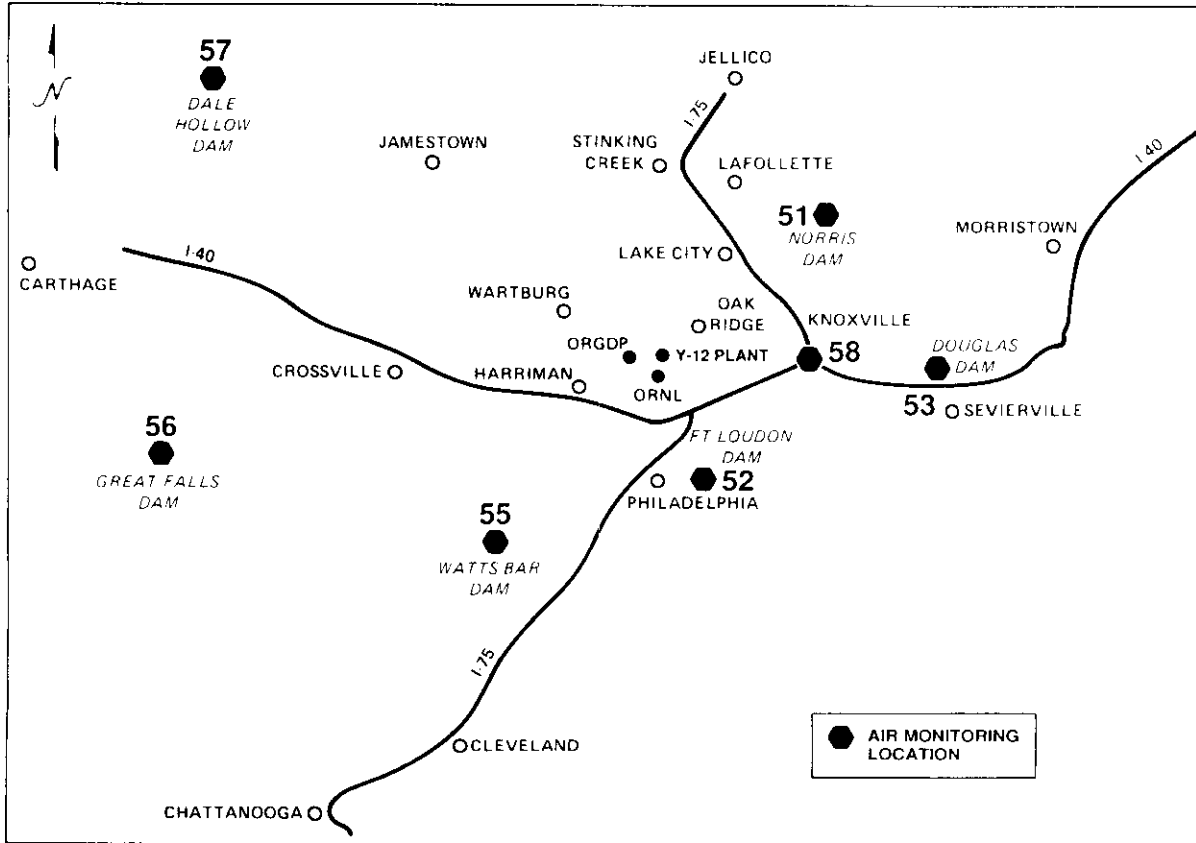 57
N
DALE
HOLLOW
DAM
JELLICO
I-75
JAMESTOWN
STINKING
CREEK
LAFOLLETTE
I 40
51
NORRIS
DAM
MORRISTOWN
LAKE CITY
I-40
CARTHAGE
WARTBURG
OAK
RIDGE
KNOXVILLE
ORGDP
Y-12 PLANT
58
DOUGLAS
DAM
CROSSVILLE
HARRIMAN
ORNL
53
SEVIERVILLE
56
GREAT FALLS
DAM
FT LOUDON
DAM
52
PHILADELPHIA
55
WATTS BAR
DAM
I-75
CLEVELAND
AIR MONITORING
LOCATION
CHATTANOOGA